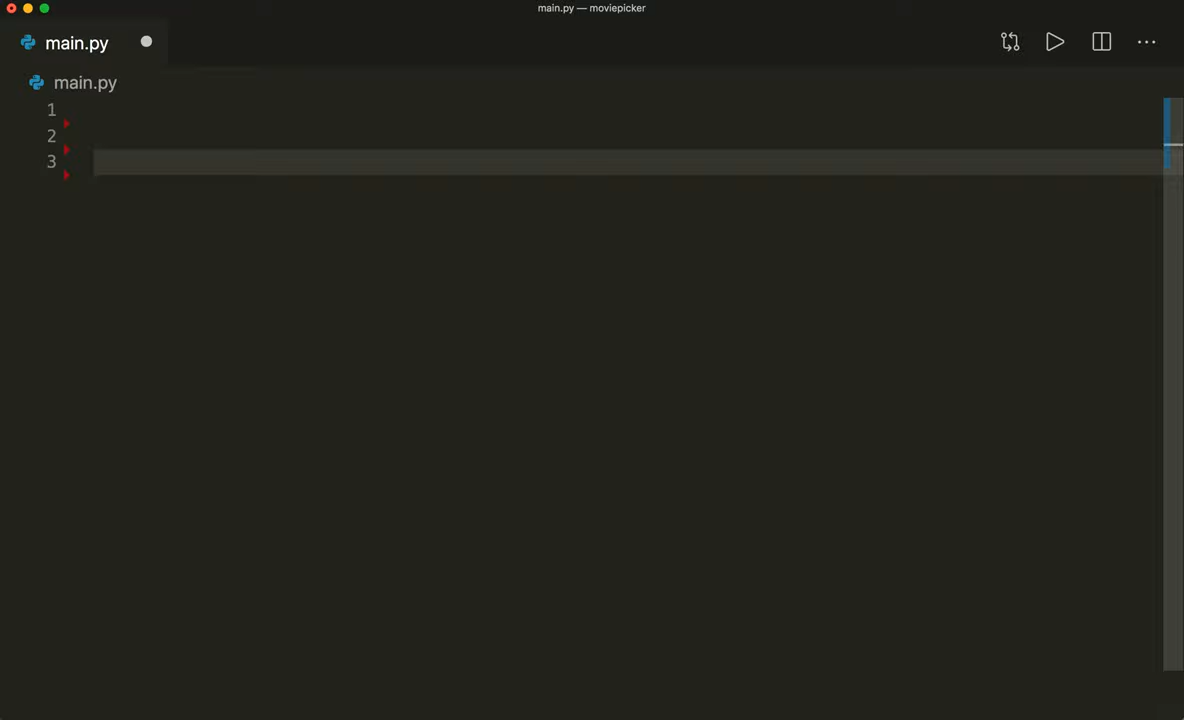 main.py — moviepicker
main.py
main.py
1
2
3